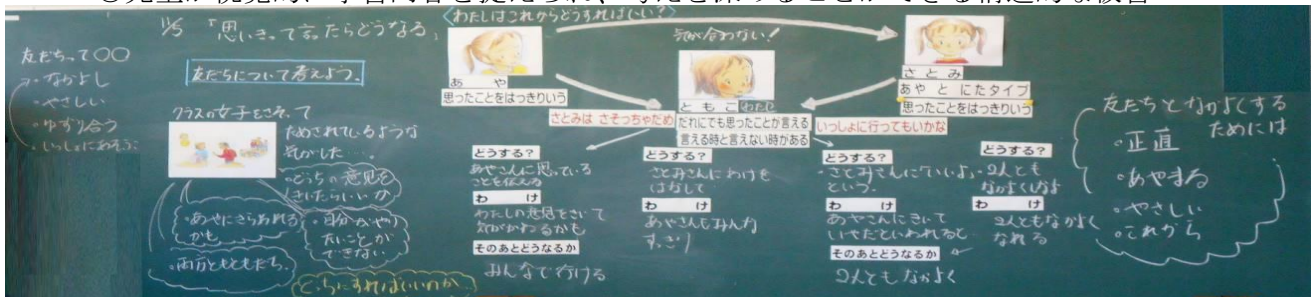 11/5 「思いきって言ったらどうなる」
〈わたしはこれからどうすればいい?〉
友だちって〇〇
・なかよし
・やさしい
・ゆずり合う
友だちについて考えよう。
クラスの女子をさそって
ためされているような
気がした…。
・どっちの意見を
きいたらいいか
かも
・自分がやり
たいことが
できない
・両方ともともだち。
どっちにすればいいのか
あや
思ったことをはっきりいう
さとみは さそっちゃだめ
気が合わない!
ともこ わたし
だれにでも思ったことが言える
言える時と言えない時がある
さとみ
あや と にたタイプ
思ったことをはっきりいう
いっしょに行ってもいいかな
どうする?
あやさんに思っている
ことを伝える
わけ
わたしの意見をきいて
気がかわるかも
そのあとどうなるか
みんなで行ける
どうする?
さとみさんにわけを
はなして
わけ
あやさんもみんな
すっきり
どうする?
・さとみさんに「いいよ」
という。
わけ
あやさんにきいて
いやだといわれると
そのあとどうなるか
2人とも なかよく
どうする?
・2人とも
なかよくしなよ
わけ
2人ともなかよく
なれる
友だちとなかよくする
ためには
・正直
・あやまる
・やさしい
・これから